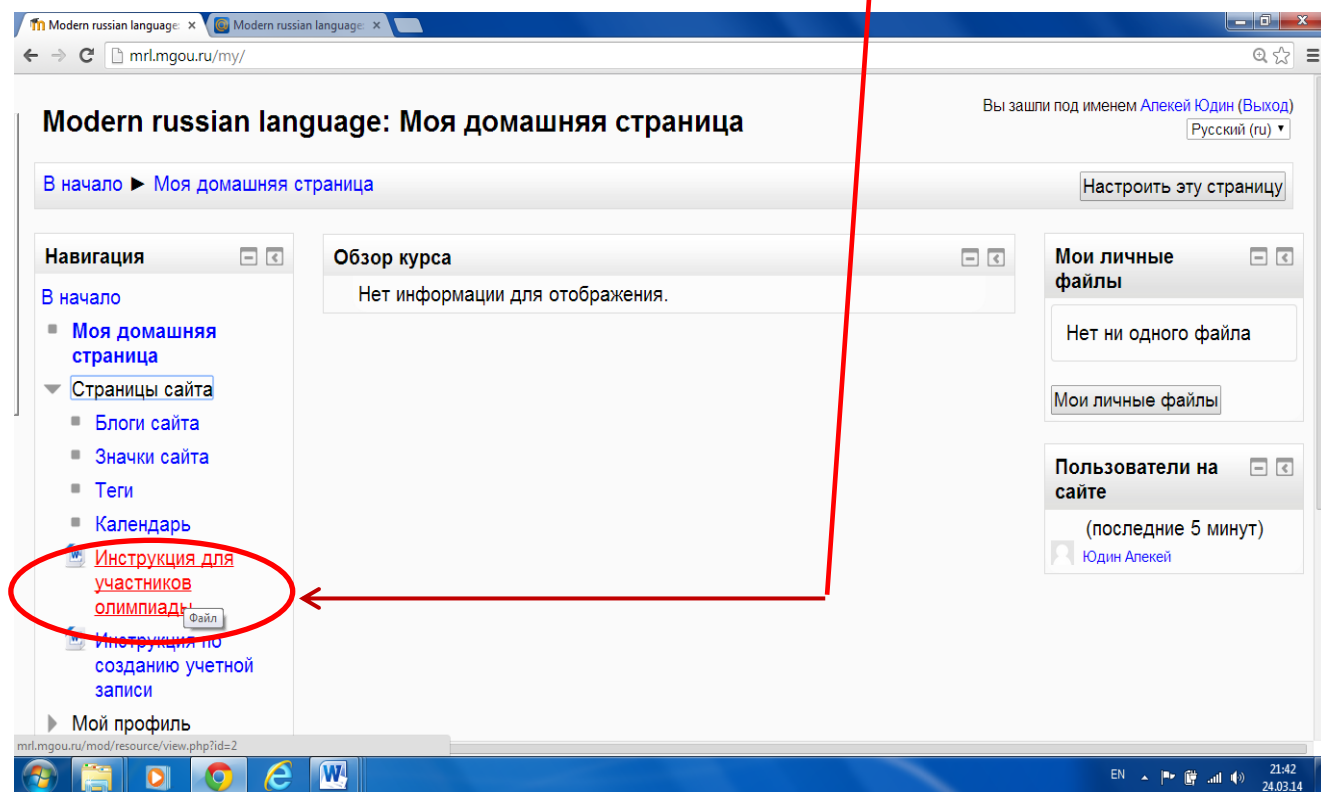 Modern russian language:
Modern russian language:
mrl.mgou.ru/my/
Вы зашли под именем Апекей Юдин (Выход)
Русский (ru)
Modern russian language: Моя домашняя страница
В начало ► Моя домашняя страница
Настроить эту страницу
Навигация
В начало
Моя домашняя
страница
Страницы сайта
Блоги сайта
Значки сайта
Теги
Календарь
Инструкция для
участников
олимпиады
Файл
Инструкция по
созданию учетной
записи
Мой профиль
Обзор курса
Нет информации для отображения.
Мои личные
файлы
Нет ни одного файла
Мои личные файлы
Пользователи на
сайте
(последние 5 минут)
Юдин Апекей
mrl.mgou.ru/mod/resource/view.php?id=2
EN
21:42
24.03.14